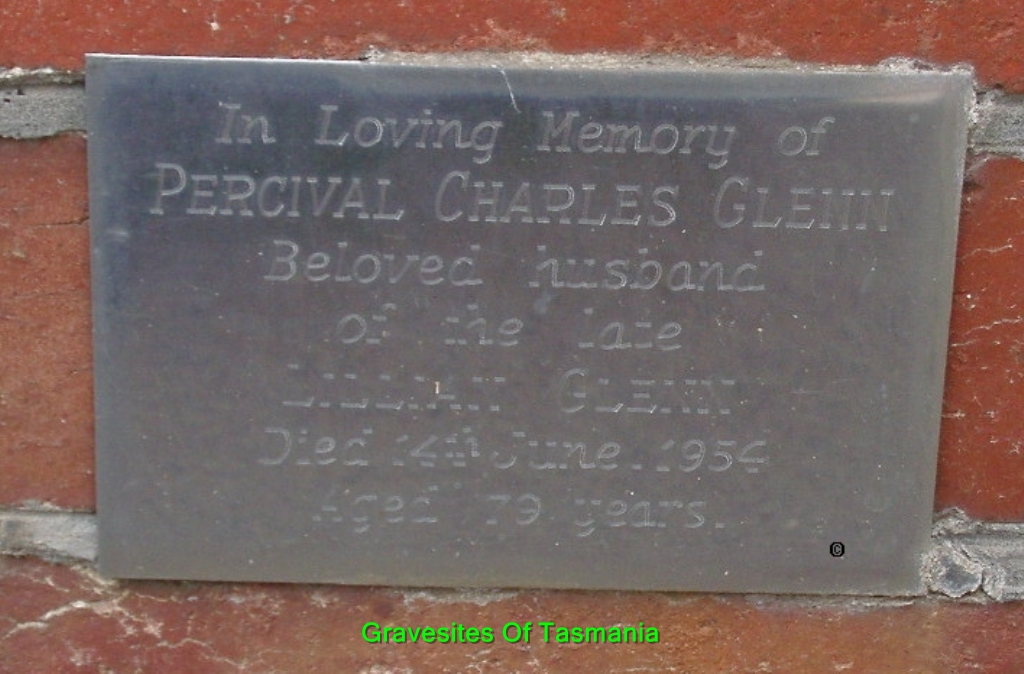 In Loving Memory of
PERCIVAL CHARLES GLENN
Beloved husband
of the late
LILLIAN GLENN
Died 14th June. 1954
Aged 79 years.
©
Gravesites Of Tasmania